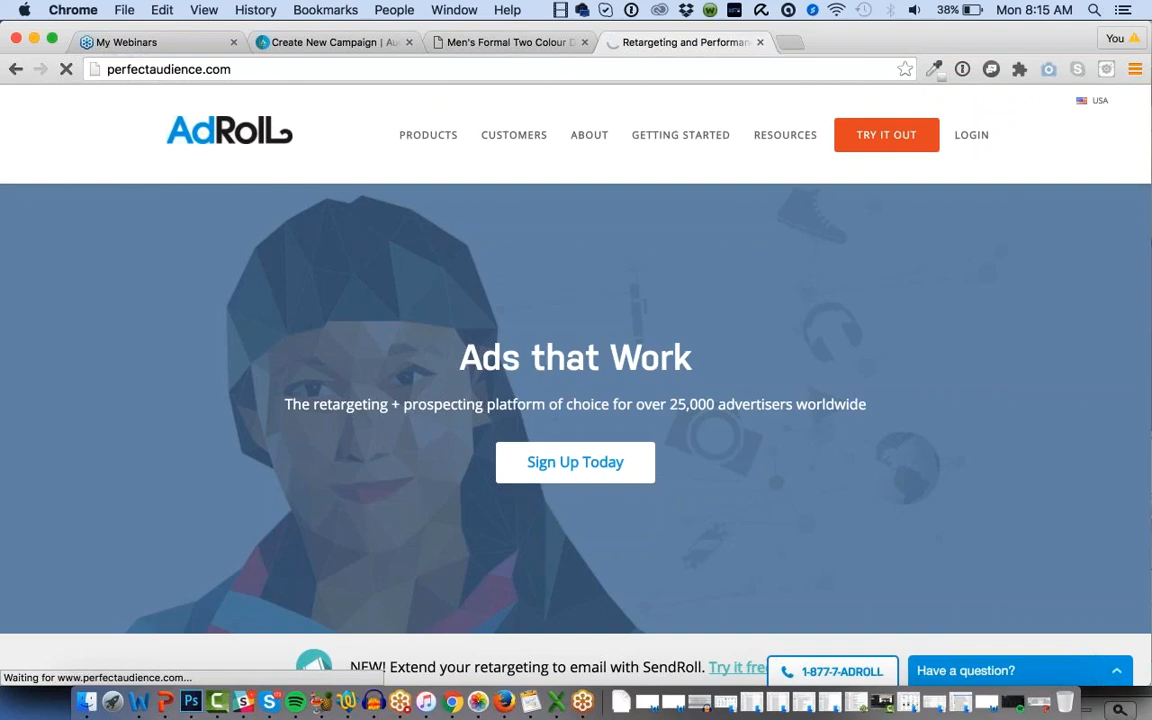 Chrome File Edit View History Bookmarks People Window Help 38% Mon 8:15 AM
My Webinars Create New Campaign | Au Men's Formal Two Colour D Retargeting and Performan You
perfectaudience.com
USA
AdRoll PRODUCTS CUSTOMERS ABOUT GETTING STARTED RESOURCES TRY IT OUT LOGIN
Ads that Work
The retargeting + prospecting platform of choice for over 25,000 advertisers worldwide
Sign Up Today
NEW! Extend your retargeting to email with SendRoll. Try it free 1-877-7-ADROLL Have a question?
Waiting for www.perfectaudience.com...